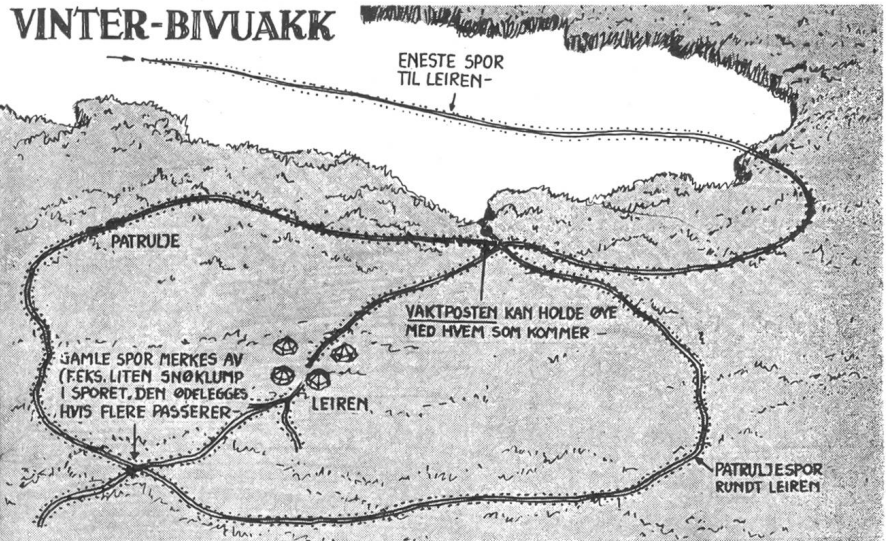 VINTER-BIVUAKK
ENESTE SPOR
TIL LEIREN-
PATRULJE
VAKTPOSTEN KAN HOLDE ØYE
MED HVEM SOM KOMMER -
GAMLE SPOR MERKES AV
(F.EKS. LITEN SNØKLUMP
I SPORET. DEN ØDELEGGES
HVIS FLERE PASSERER-
LEIREN
PATRULJESPOR
RUNDT LEIREN